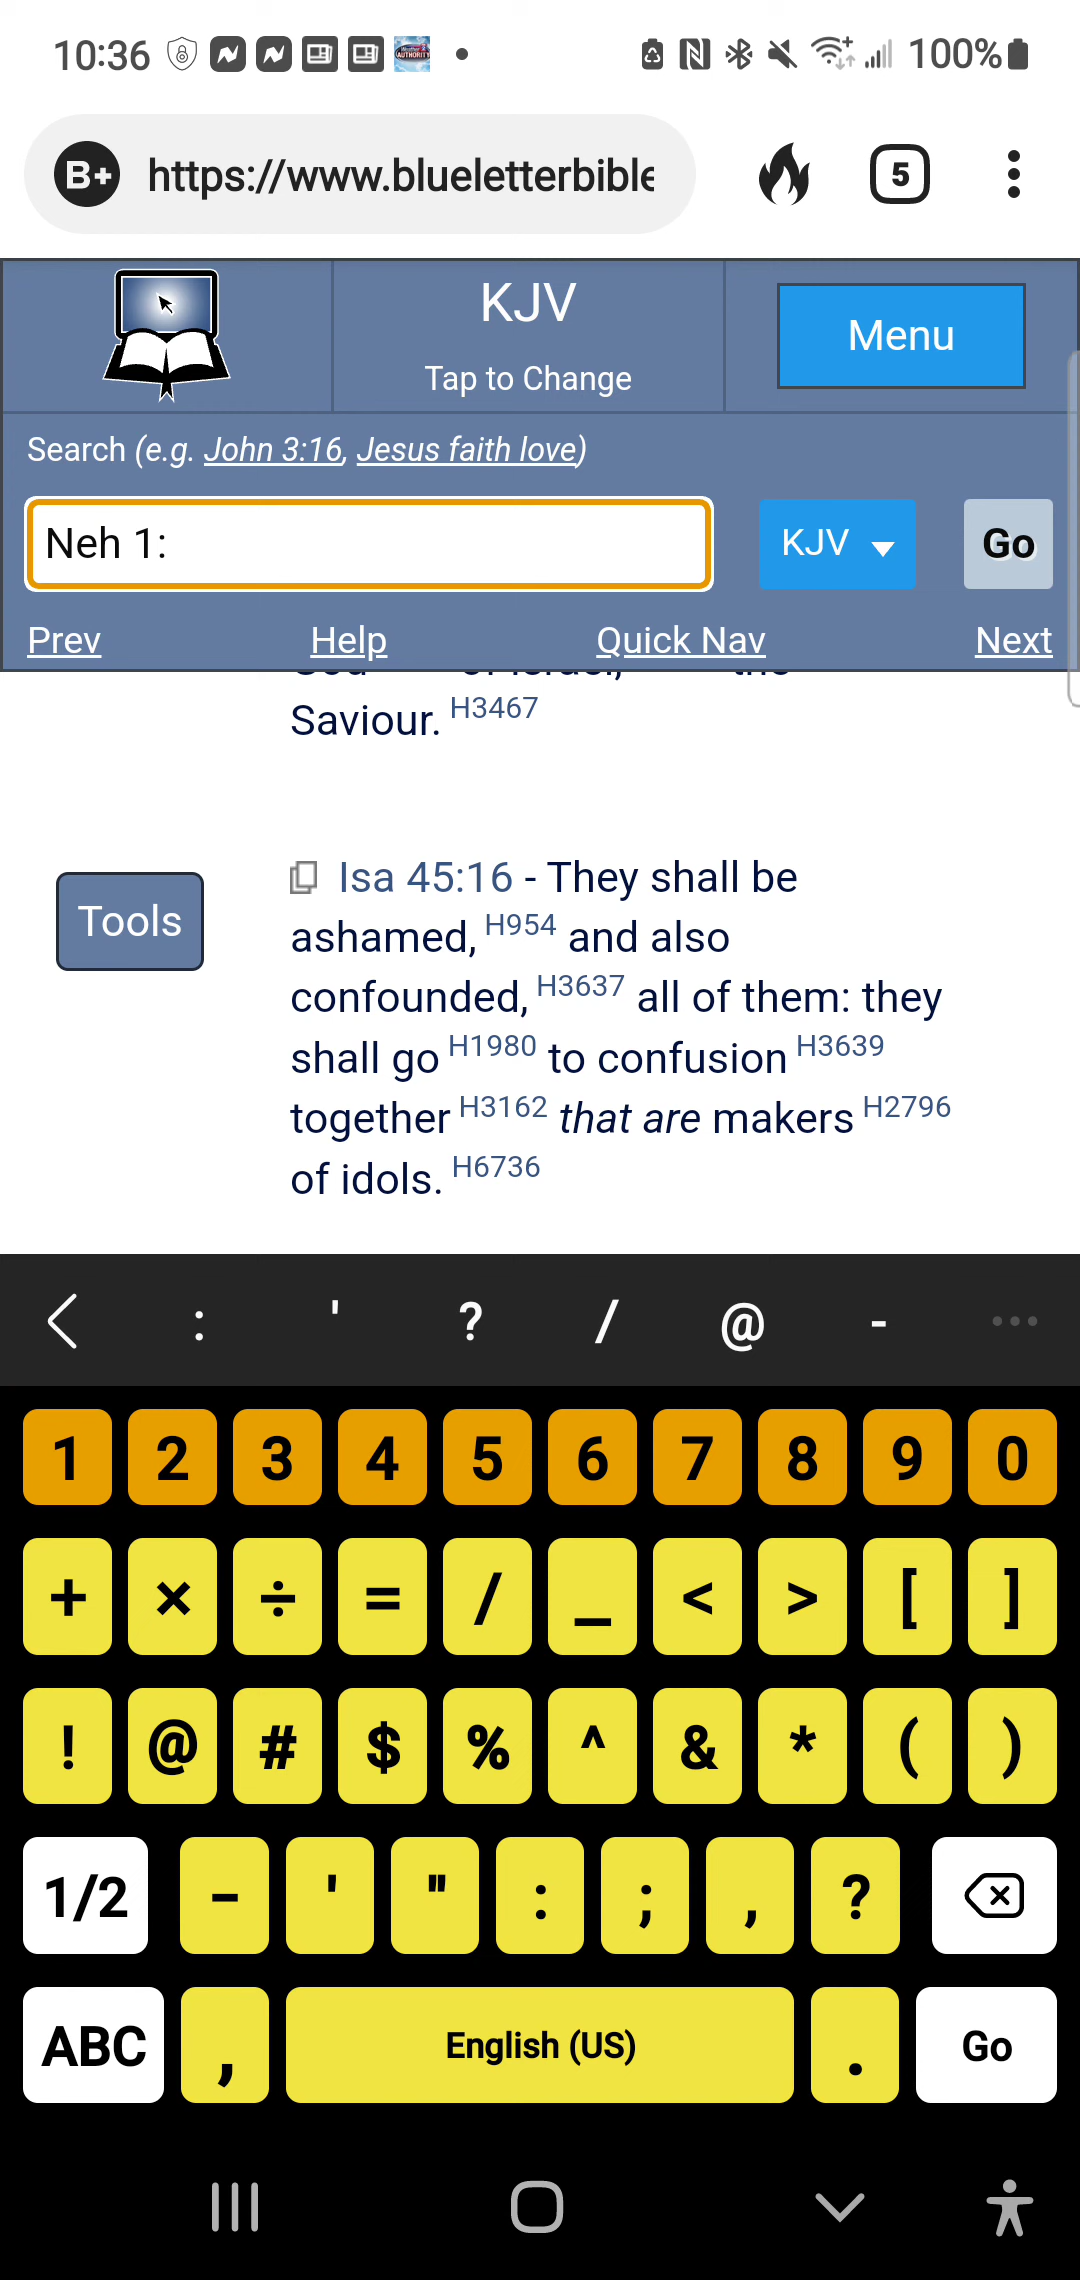 10:36 100%
B+ https://www.blueletterbible 5
KJV
Tap to Change
Menu
Search (e.g. John 3:16, Jesus faith love)
Neh 1: KJV Go
Prev Help Quick Nav Next
Saviour. H3467
Tools
Isa 45:16 - They shall be
ashamed, H954 and also
confounded, H3637 all of them: they
shall go H1980 to confusion H3639
together H3162 that are makers H2796
of idols. H6736
: ' ? / @ - ...
1 2 3 4 5 6 7 8 9 0
+ × ÷ = / _ < > [ ]
! @ # $ % ^ & * ( )
1/2 - ' " : ; , ?
ABC , English (US) . Go